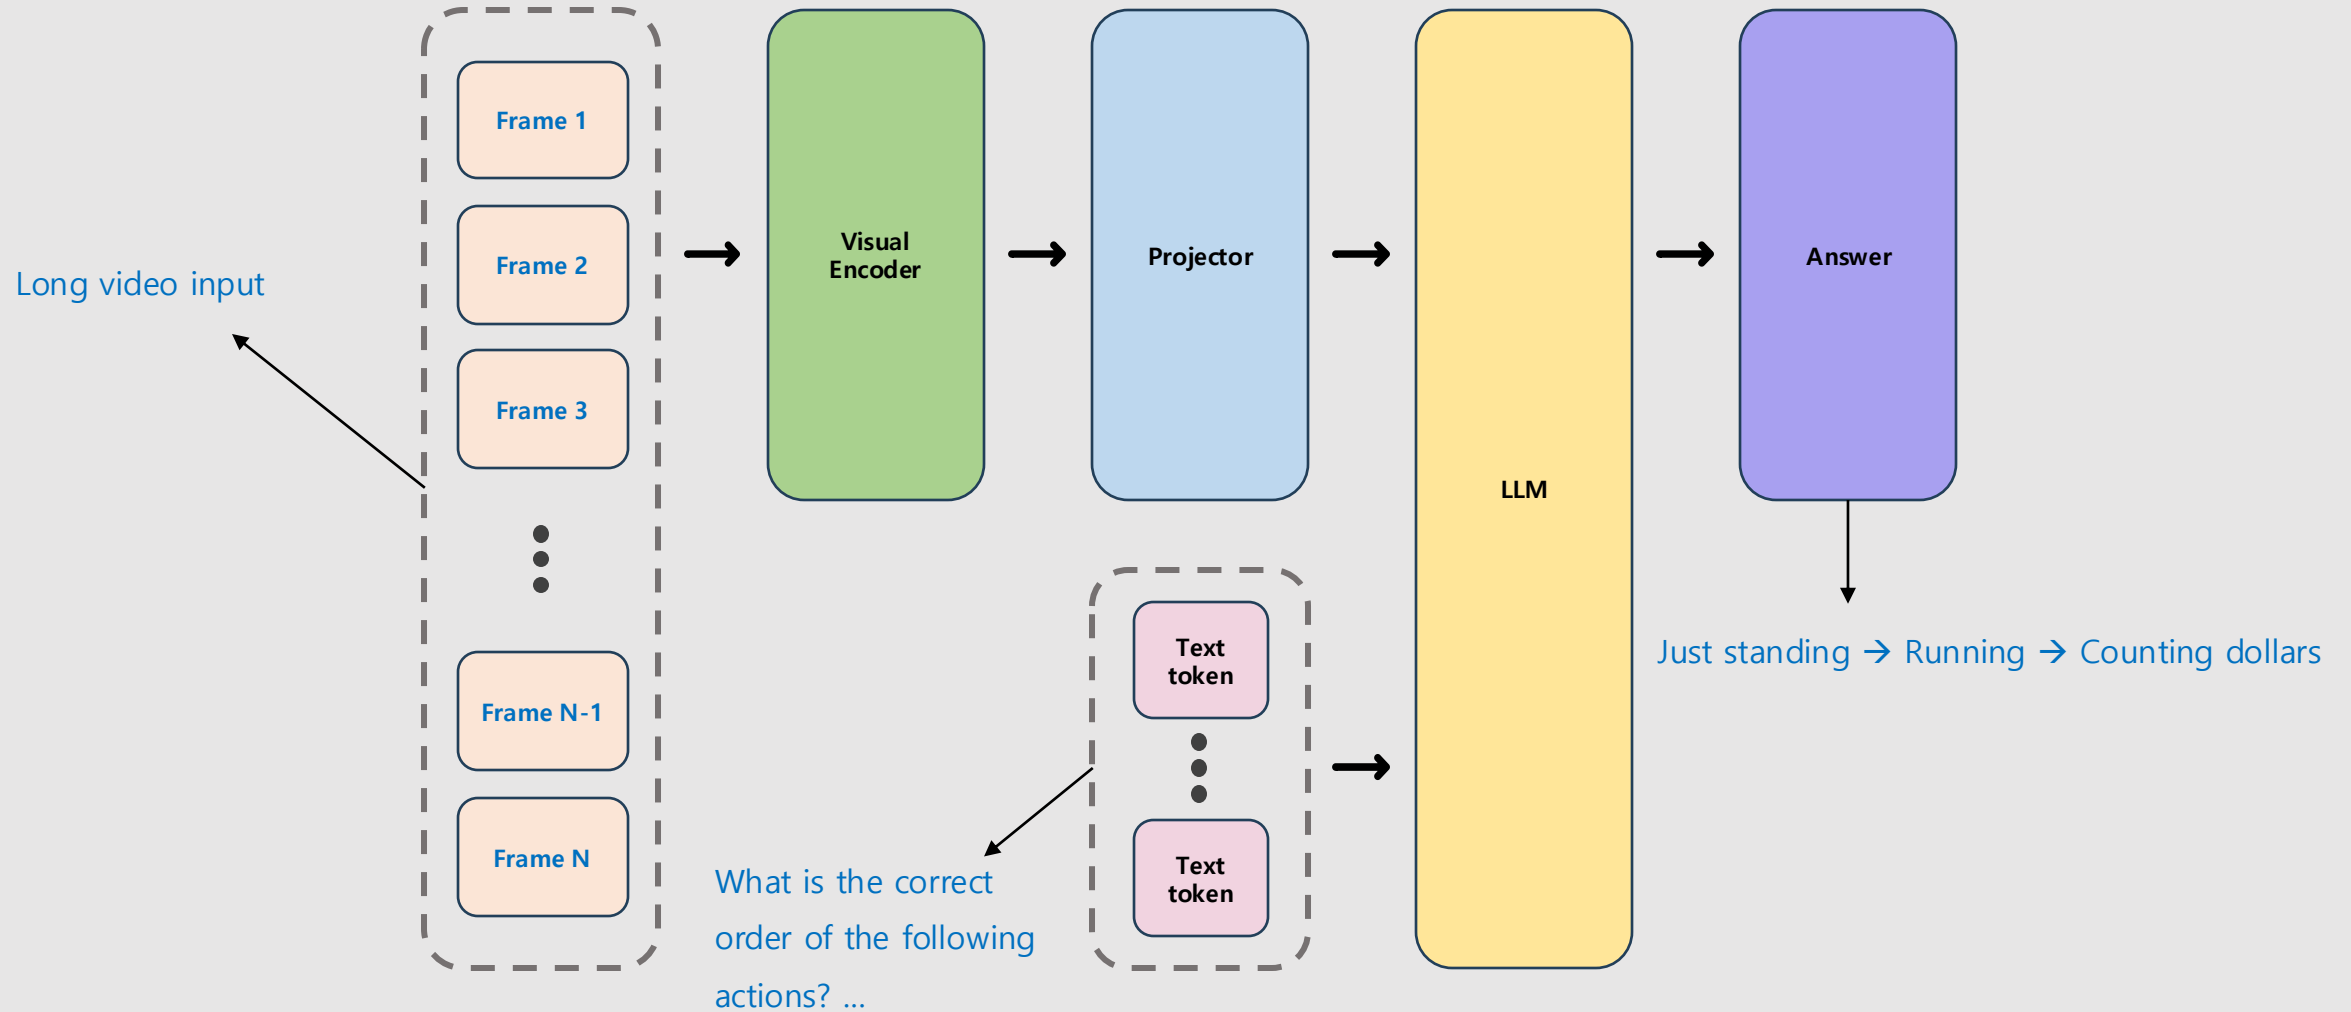 Long video input
Frame 1
Frame 2
Frame 3
Frame N-1
Frame N
Visual
Encoder
Projector
LLM
Answer
Text
token
Text
token
What is the correct
order of the following
actions? ...
Just standing → Running → Counting dollars